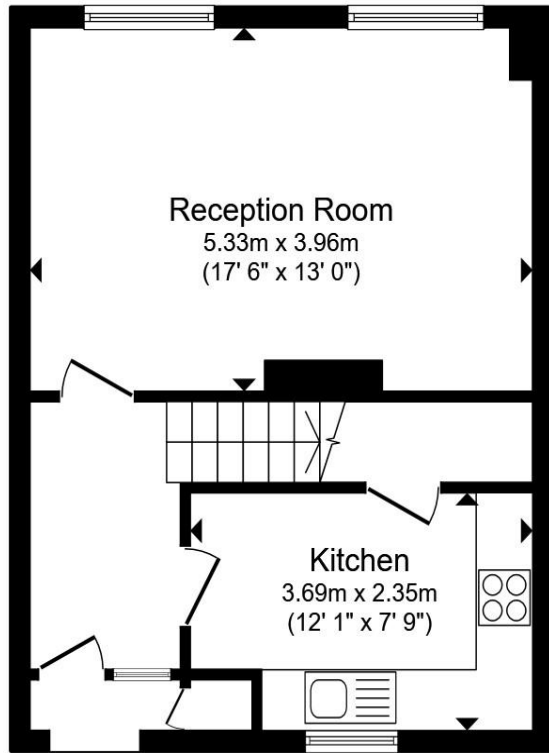 Reception Room
5.33m x 3.96m
(17' 6" x 13' 0")
Kitchen
3.69m x 2.35m
(12' 1" x 7' 9")